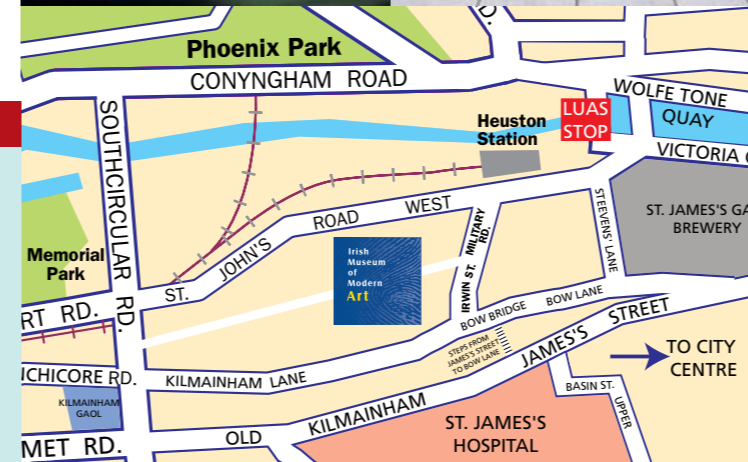 D.
Phoenix Park
CONYNGHAM ROAD
WOLFE TONE
QUAY
LUAS
STOP
Heuston
Station
VICTORIA
SOUTHCIRCULAR RD.
STEEVENS' LANE
ST. JAMES'S GA
BREWERY
ST. JOHN'S ROAD WEST
IRWIN ST. MILITARY
RD.
Irish
Museum
of
Modern
Art
Memorial
Park
RT RD.
BOW BRIDGE
BOW LANE
STEPS FROM
JAMES'S STREET
TO BOW LANE
JAMES'S STREET
TO CITY
CENTRE
ICHICORE RD.
KILMAINHAM LANE
KILMAINHAM
GAOL
BASIN ST.
UPPER
MET RD.
OLD KILMAINHAM
ST. JAMES'S
HOSPITAL